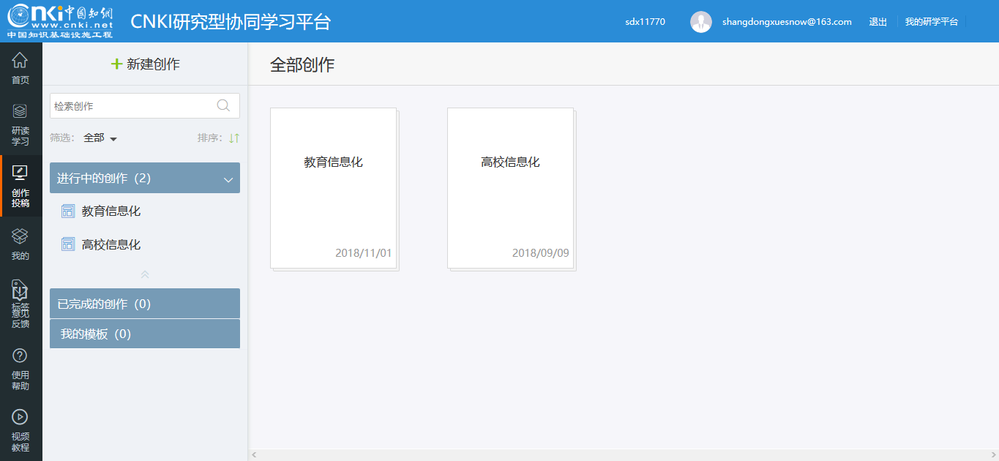 Cnki中国知网
www.cnki.net
中国知识基础设施工程
CNKI研究型协同学习平台
sdx11770
shangdongxuesnow@163.com
退出
我的研学平台
首页
研读
学习
创作
投稿
我的
标签
意见
反馈
使用
帮助
视频
教程
新建创作
检索创作
筛选: 全部
排序:
进行中的创作（2）
教育信息化
高校信息化
已完成的创作（0）
我的模板（0）
全部创作
教育信息化
2018/11/01
高校信息化
2018/09/09